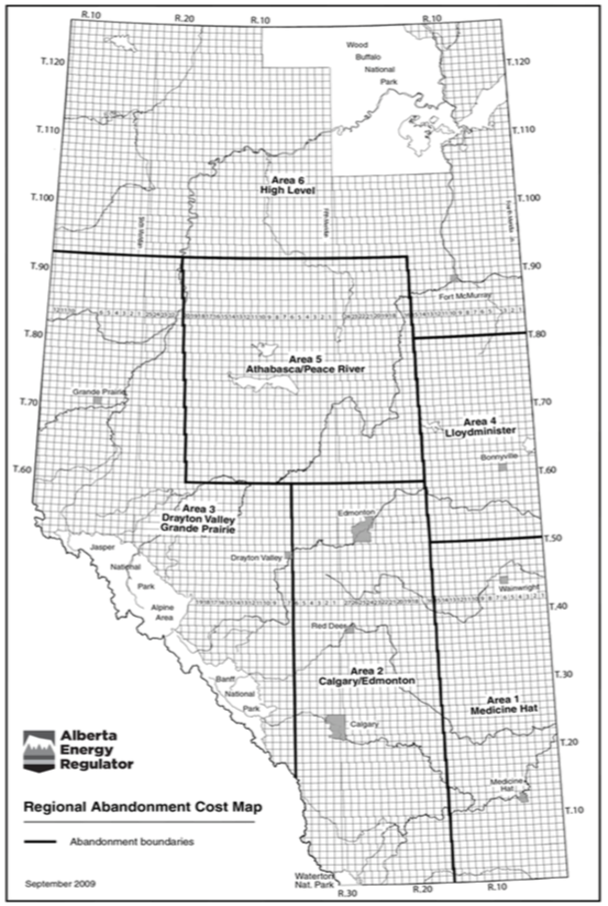 R.10
R.20
R.10
R.10
T.120
T.120
Wood
Buffalo
National
Park
T.110
T.110
Area 6
High Level
T.100
T.100
T.90
T.90
Fort McMurray
T.80
T.80
Area 5
Athabasca/Peace River
Grande Prairie
T.70
T.70
Area 4
Lloydminister
Bonnyville
T.60
T.60
Area 3
Drayton Valley
Grande Prairie
Edmonton
T.50
Jasper
National
Park
Alpine
Area
Drayton Valley
Wainwright
T.40
Red Deer
Area 2
Calgary/Edmonton
T.30
Banff
National
Park
Area 1
Medicine Hat
Calgary
T.20
Alberta
Energy
Regulator
Medicine
Hat
T.10
Regional Abandonment Cost Map
Abandonment boundaries
September 2009
Waterton
Nat. Park
R.30
R.20
R.10